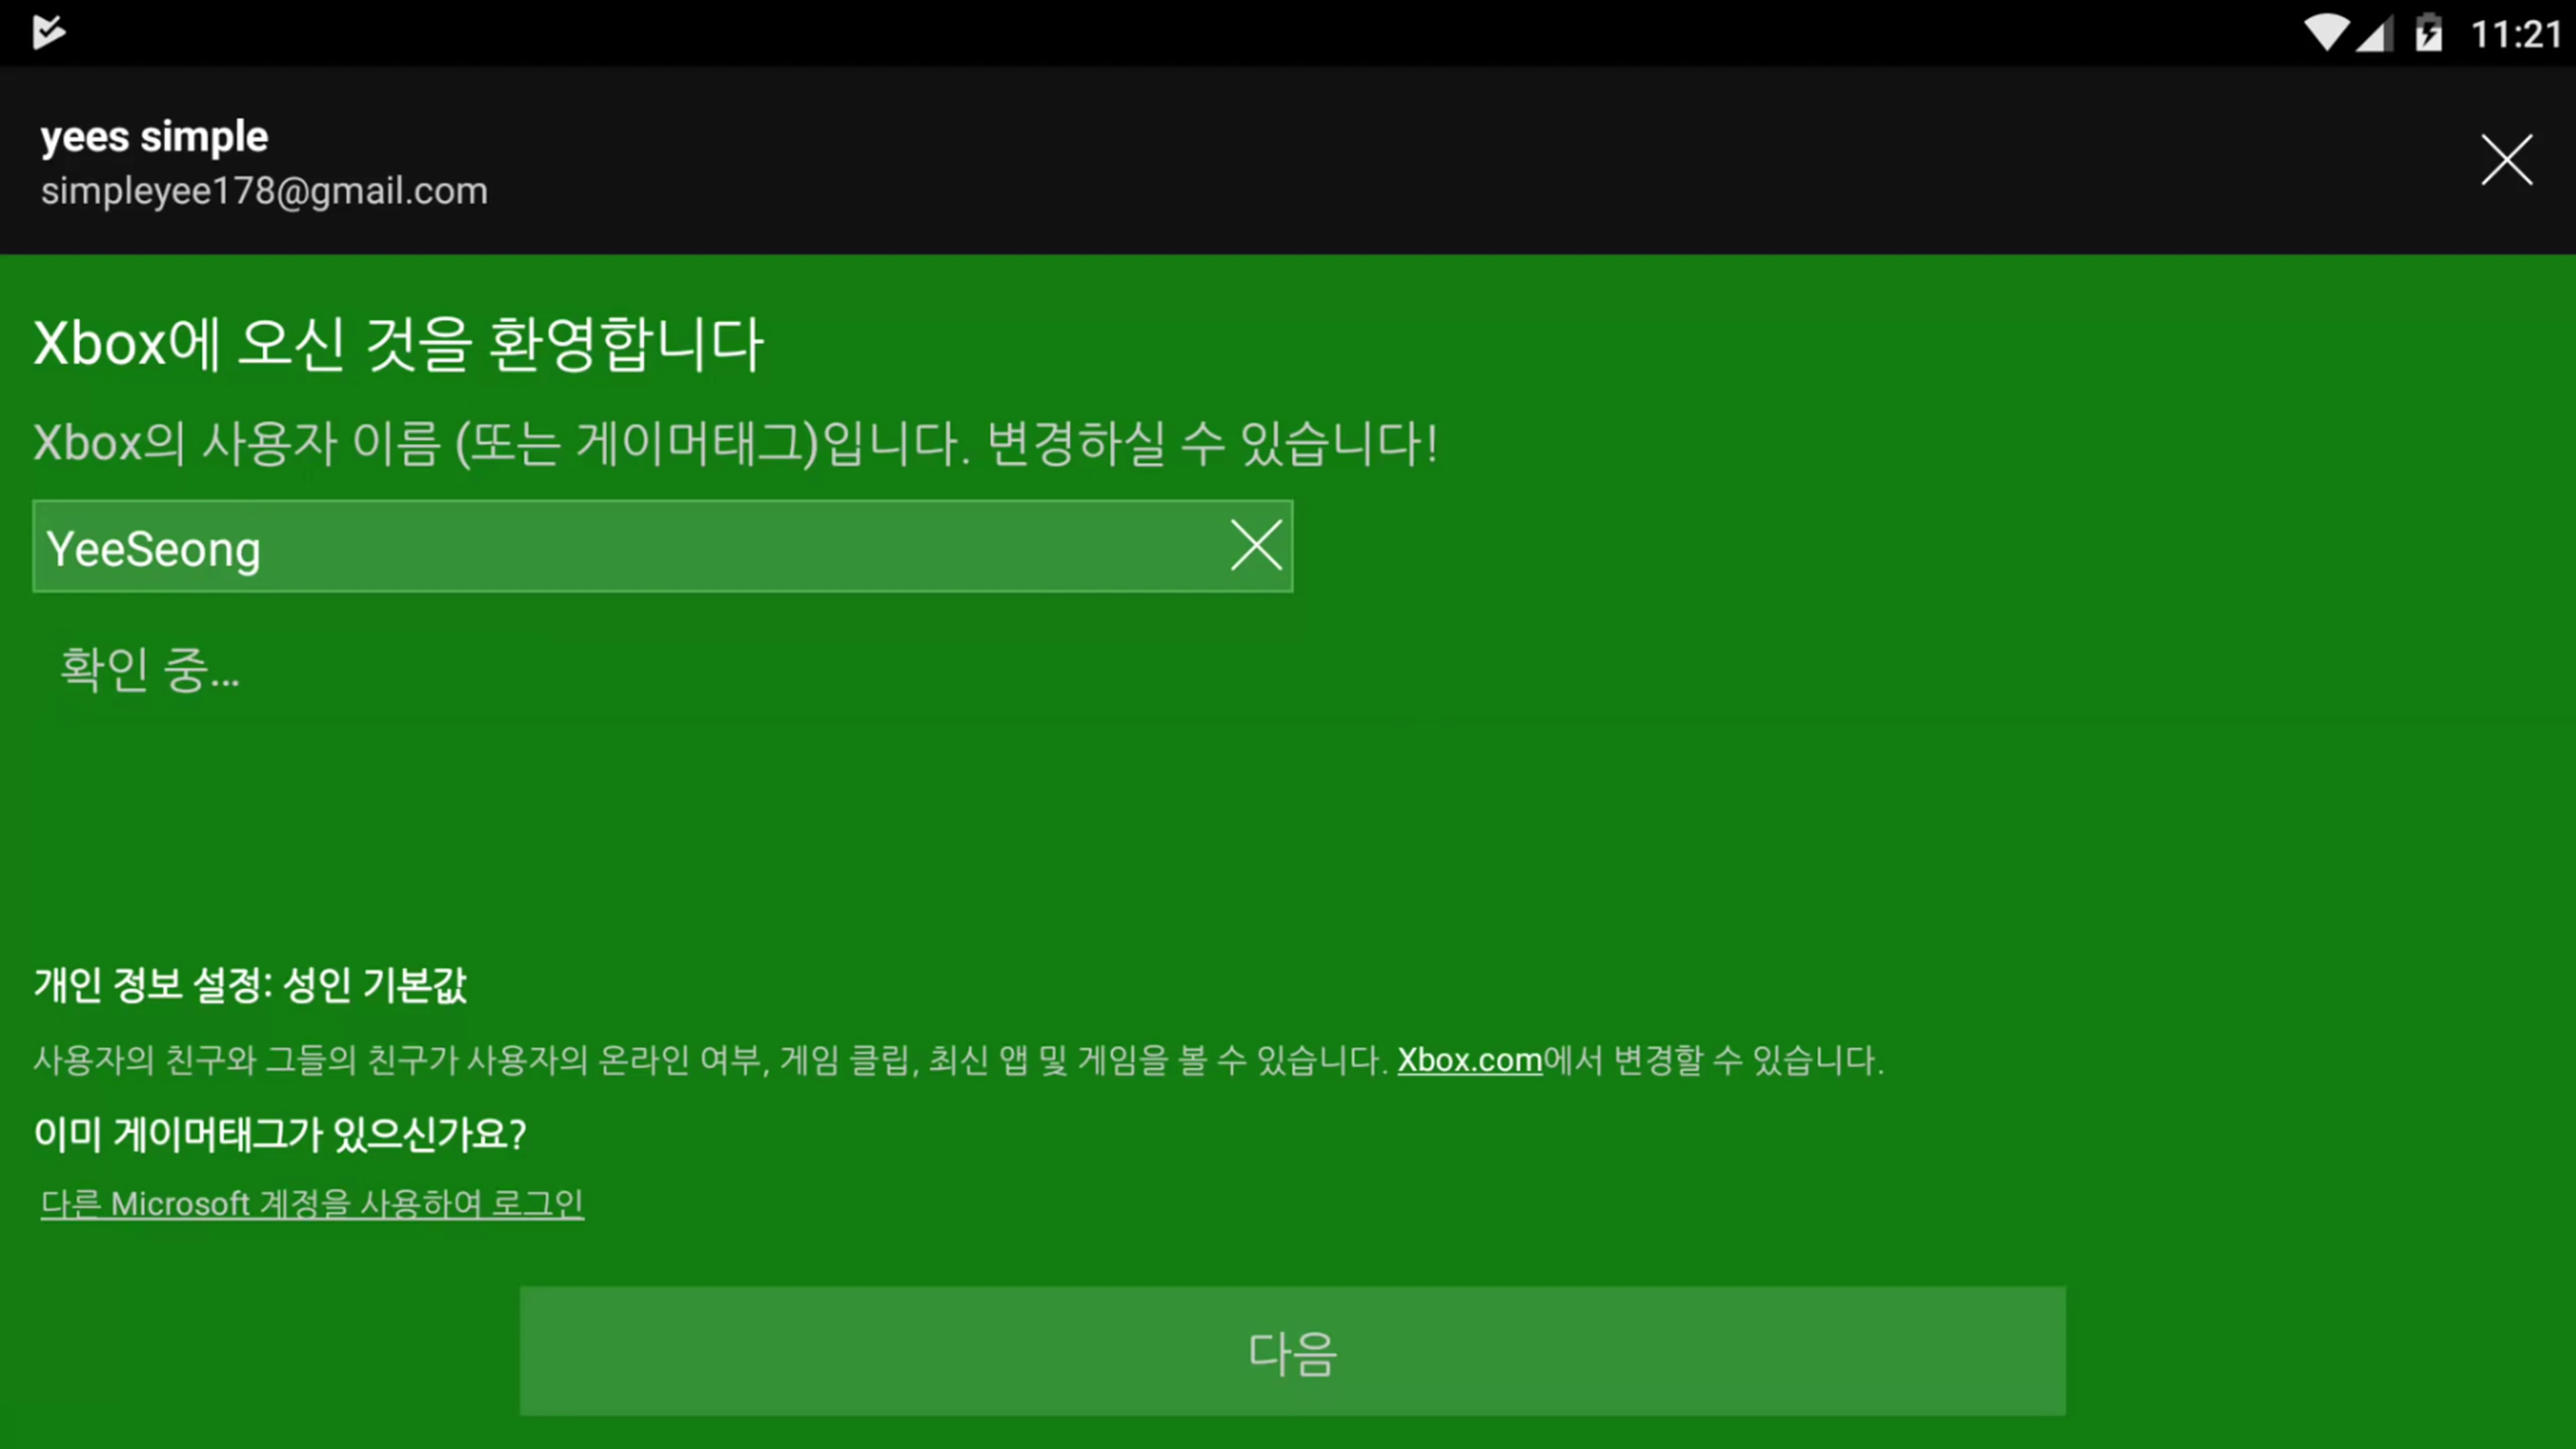 11:21
yees simple
simpleyee178@gmail.com
Xbox에 오신 것을 환영합니다
Xbox의 사용자 이름 (또는 게이머태그)입니다. 변경하실 수 있습니다!
YeeSeong
확인 중...
개인 정보 설정: 성인 기본값
사용자의 친구와 그들의 친구가 사용자의 온라인 여부, 게임 클립, 최신 앱 및 게임을 볼 수 있습니다. Xbox.com에서 변경할 수 있습니다.
이미 게이머태그가 있으신가요?
다른 Microsoft 계정을 사용하여 로그인
다음